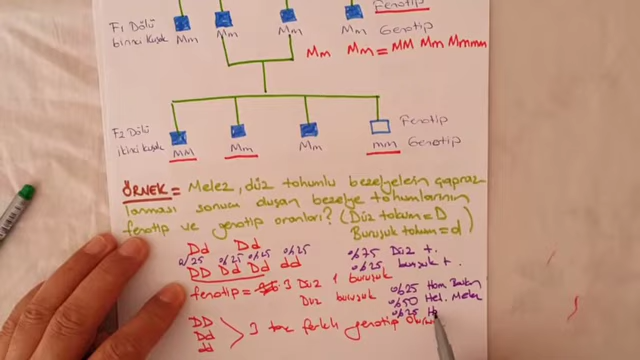 Fenotip
F1 Dölü
birinci kuşak
Mm Mm Mm Mm Genotip
Mm Mm = MM Mm Mm mm
F2 Dölü
ikinci kuşak
Fenotip
MM Mm Mm mm Genotip
ÖRNEK = Melez, düz tohumlu bezelyelerin çapraz-
lanması sonucu oluşan bezelye tohumlarının
fenotip ve genotip oranları? (Düz tohum = D
Buruşuk tohum = d)
Dd Dd
%25 %25 %25 %25
DD Dd Dd dd
%75 Düz t.
%25 buruşuk t.
fenotip = 3 Düz 1 buruşuk
Düz buruşuk
%25 Hom Baskın
%50 Het. Melez
%25
DD
Dd
dd
3 tane farklı genotip